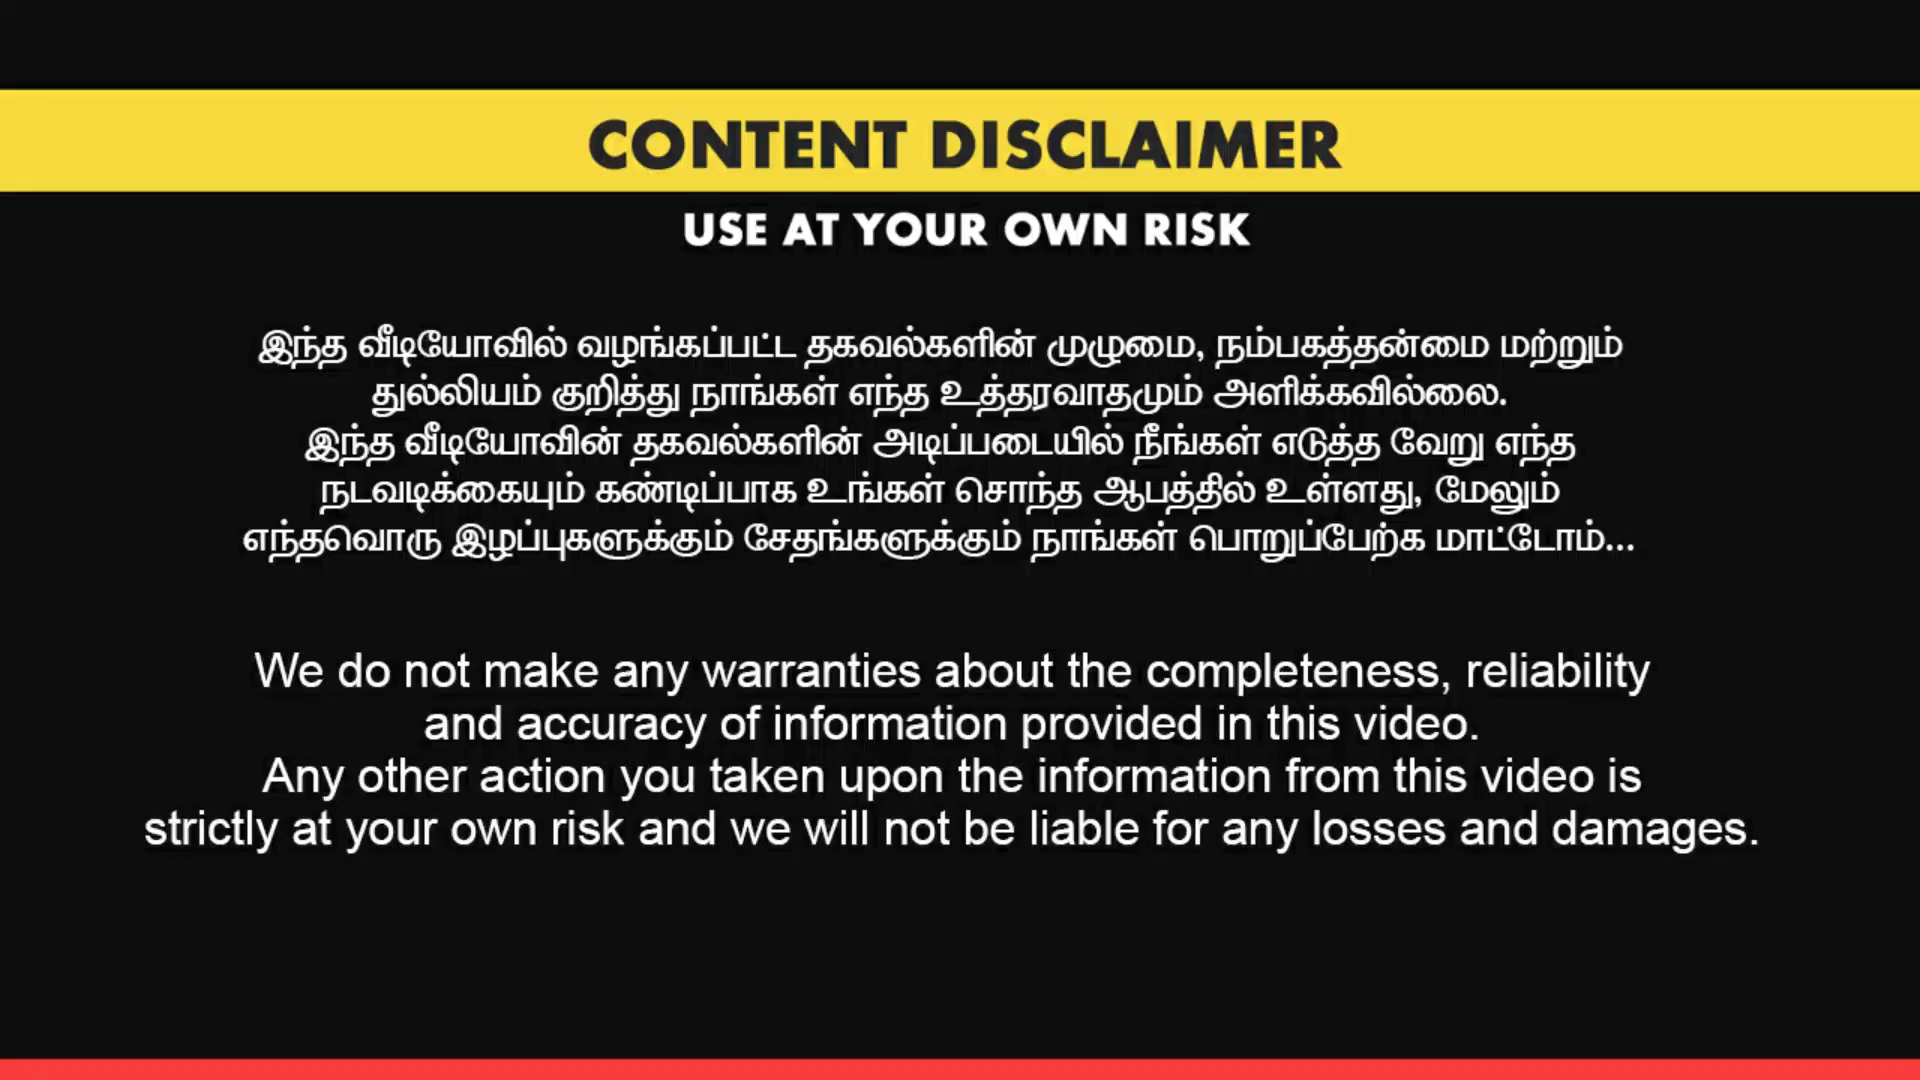 CONTENT DISCLAIMER
USE AT YOUR OWN RISK
இந்த வீடியோவில் வழங்கப்பட்ட தகவல்களின் முழுமை, நம்பகத்தன்மை மற்றும்
துல்லியம் குறித்து நாங்கள் எந்த உத்தரவாதமும் அளிக்கவில்லை.
இந்த வீடியோவின் தகவல்களின் அடிப்படையில் நீங்கள் எடுத்த வேறு எந்த
நடவடிக்கையும் கண்டிப்பாக உங்கள் சொந்த ஆபத்தில் உள்ளது, மேலும்
எந்தவொரு இழப்புகளுக்கும் சேதங்களுக்கும் நாங்கள் பொறுப்பேற்க மாட்டோம்...
We do not make any warranties about the completeness, reliability
and accuracy of information provided in this video.
Any other action you taken upon the information from this video is
strictly at your own risk and we will not be liable for any losses and damages.